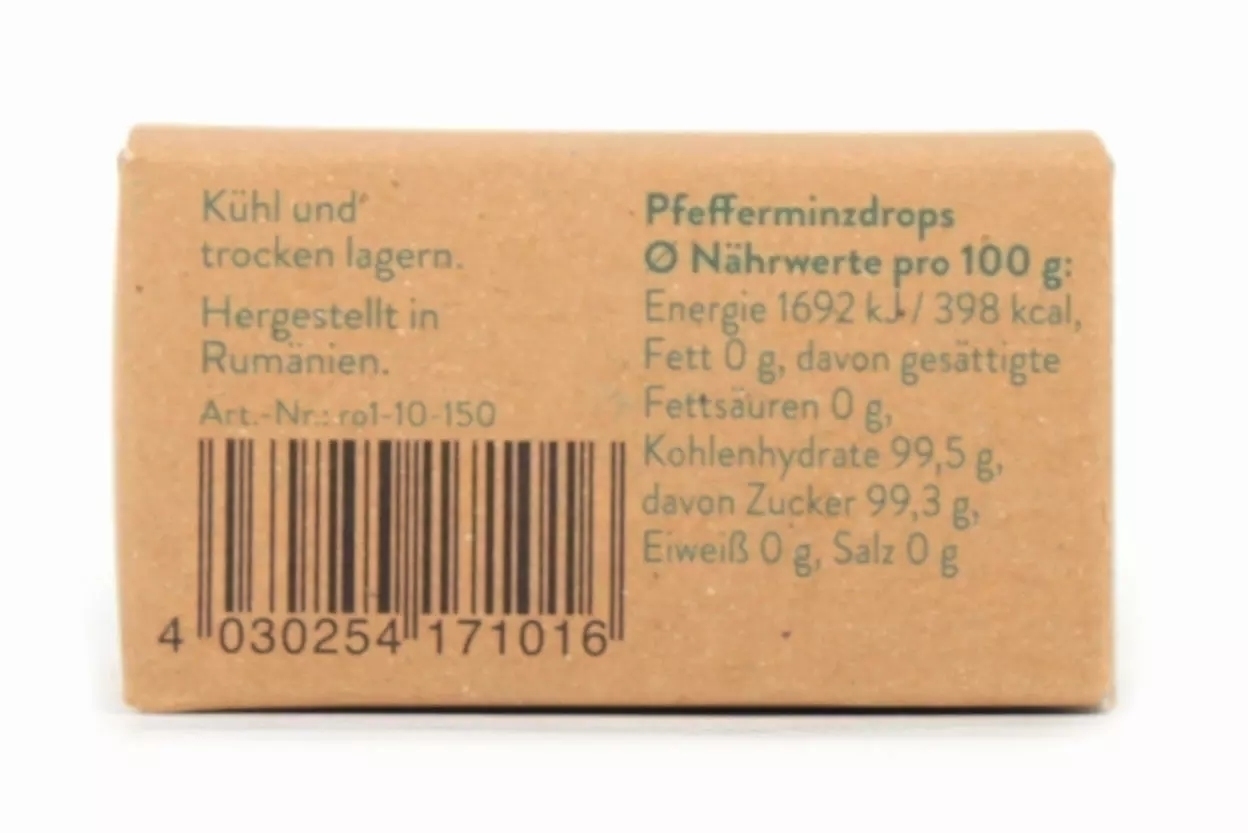 Kühl und
trocken lagern.
Hergestellt in
Rumänien.
Art.-Nr.: ro1-10-150
4 030254 171016
Pfefferminzdrops
Ø Nährwerte pro 100 g:
Energie 1692 kJ / 398 kcal,
Fett 0 g, davon gesättigte
Fettsäuren 0 g,
Kohlenhydrate 99,5 g,
davon Zucker 99,3 g,
Eiweiß 0 g, Salz 0 g